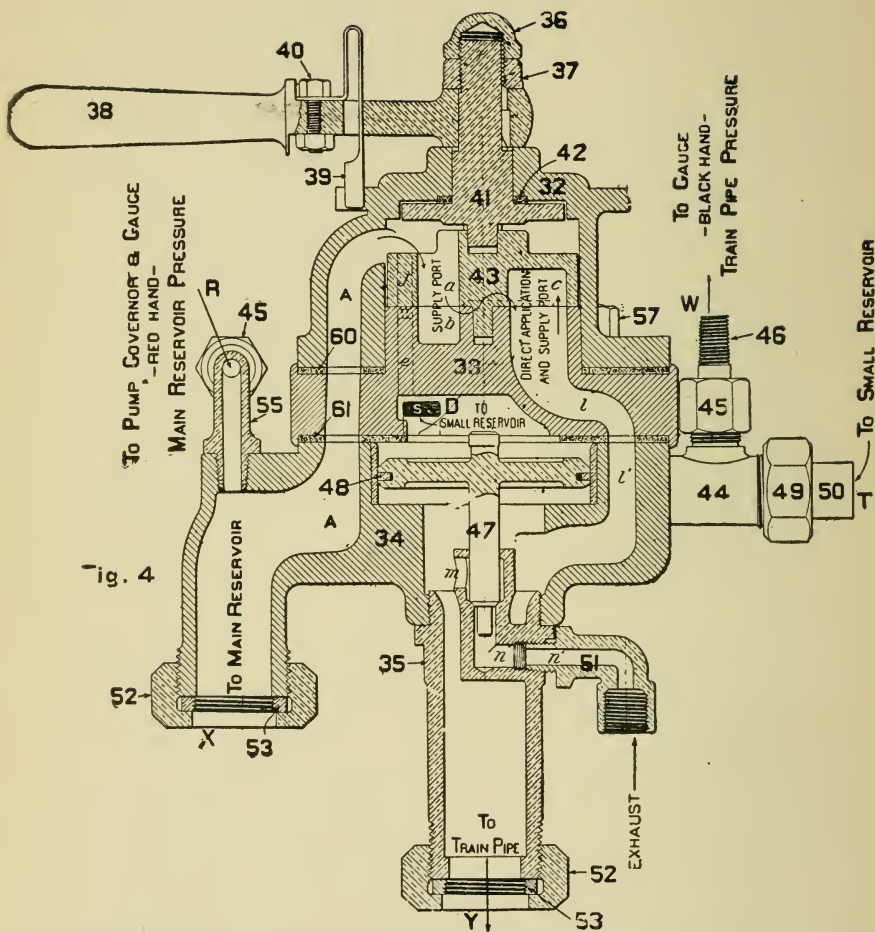 36
37
40
38
39
42
32
41
To Pump Governor & Gauge
-Red Hand-
Main Reservoir Pressure
R
45
A
SUPPLY PORT
a
b
43
c
DIRECT APPLICATION
AND SUPPLY PORT
57
To Gauge
-Black Hand-
Train Pipe Pressure
W
46
To Small Reservoir
60
33
e
55
61
S
D
TO
SMALL RESERVOIR
l
45
48
l'
44
49
50
T
A
34
47
ig. 4
m
To Main Reservoir
35
n
n'
51
52
53
X
EXHAUST
To
Train Pipe
52
53
Y